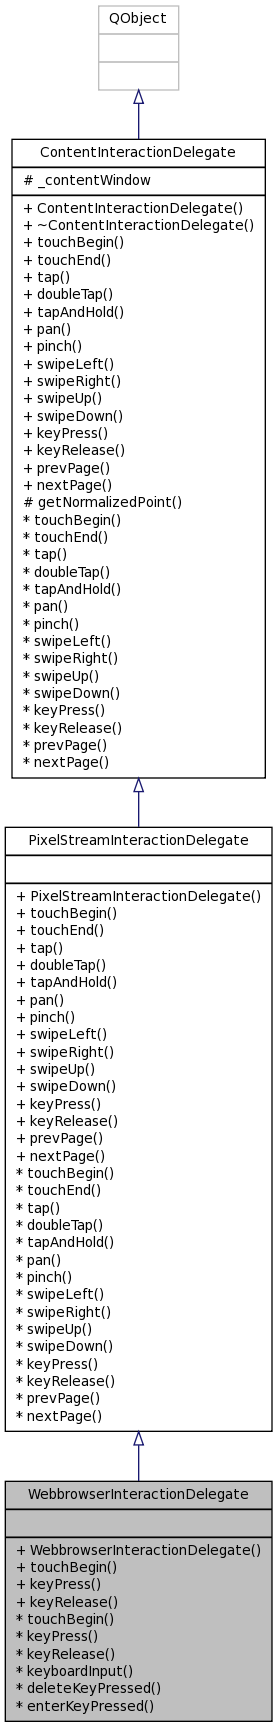 QObject
ContentInteractionDelegate
# _contentWindow
+ ContentInteractionDelegate()
+ ~ContentInteractionDelegate()
+ touchBegin()
+ touchEnd()
+ tap()
+ doubleTap()
+ tapAndHold()
+ pan()
+ pinch()
+ swipeLeft()
+ swipeRight()
+ swipeUp()
+ swipeDown()
+ keyPress()
+ keyRelease()
+ prevPage()
+ nextPage()
# getNormalizedPoint()
* touchBegin()
* touchEnd()
* tap()
* doubleTap()
* tapAndHold()
* pan()
* pinch()
* swipeLeft()
* swipeRight()
* swipeUp()
* swipeDown()
* keyPress()
* keyRelease()
* prevPage()
* nextPage()
PixelStreamInteractionDelegate
+ PixelStreamInteractionDelegate()
+ touchBegin()
+ touchEnd()
+ tap()
+ doubleTap()
+ tapAndHold()
+ pan()
+ pinch()
+ swipeLeft()
+ swipeRight()
+ swipeUp()
+ swipeDown()
+ keyPress()
+ keyRelease()
+ prevPage()
+ nextPage()
* touchBegin()
* touchEnd()
* tap()
* doubleTap()
* tapAndHold()
* pan()
* pinch()
* swipeLeft()
* swipeRight()
* swipeUp()
* swipeDown()
* keyPress()
* keyRelease()
* prevPage()
* nextPage()
WebbrowserInteractionDelegate
+ WebbrowserInteractionDelegate()
+ touchBegin()
+ keyPress()
+ keyRelease()
* touchBegin()
* keyPress()
* keyRelease()
* keyboardInput()
* deleteKeyPressed()
* enterKeyPressed()